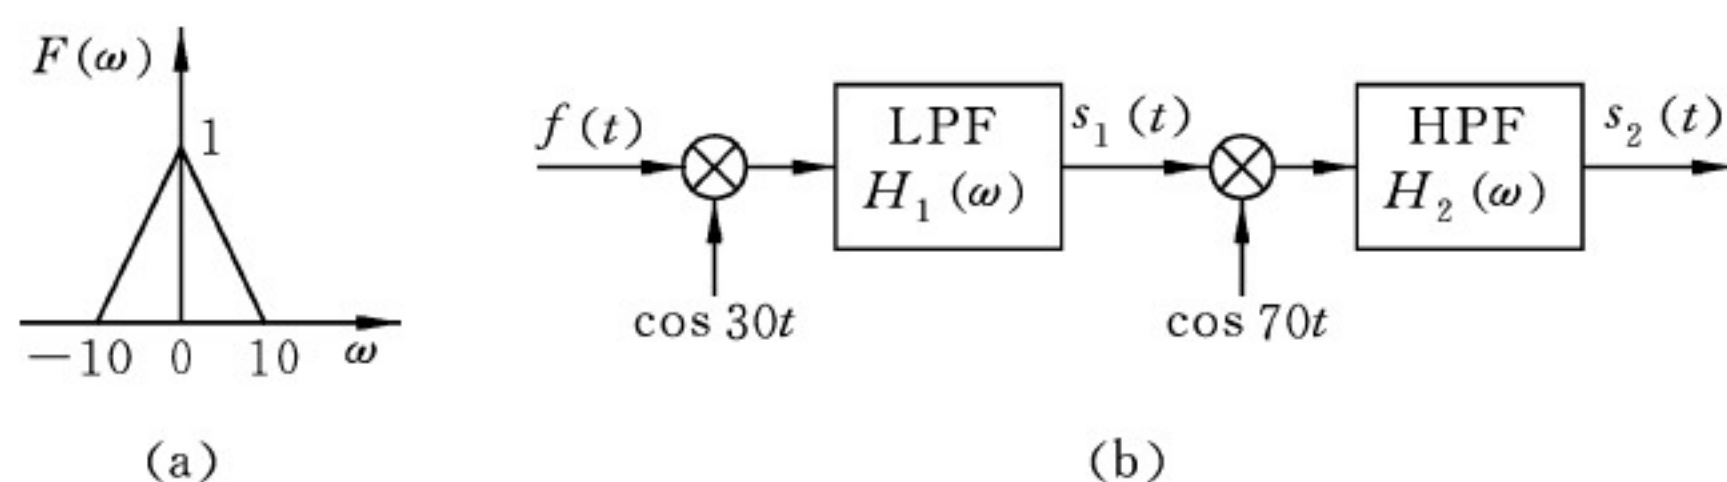 F(ω)
1
−10 0 10 ω
(a)
f(t)
cos 30t
LPF
H₁(ω)
s₁(t)
cos 70t
HPF
H₂(ω)
s₂(t)
(b)